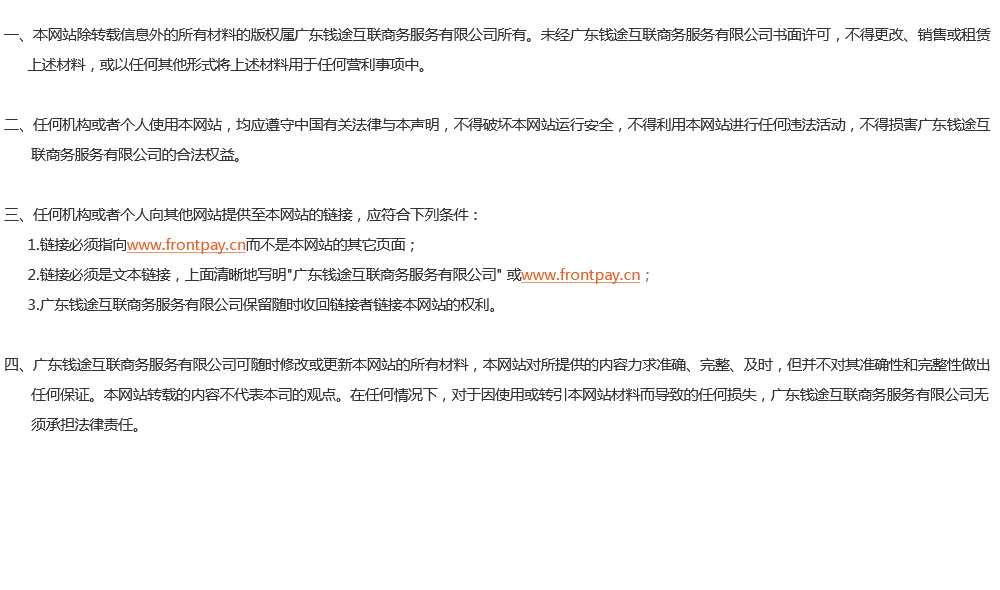 一、本网站除转载信息外的所有材料的版权属广东钱途互联商务服务有限公司所有。未经广东钱途互联商务服务有限公司书面许可，不得更改、销售或租赁
上述材料，或以任何其他形式将上述材料用于任何营利事项中。
二、任何机构或者个人使用本网站，均应遵守中国有关法律与本声明，不得破坏本网站运行安全，不得利用本网站进行任何违法活动，不得损害广东钱途互
联商务服务有限公司的合法权益。
三、任何机构或者个人向其他网站提供至本网站的链接，应符合下列条件：
1.链接必须指向www.frontpay.cn而不是本网站的其它页面；
2.链接必须是文本链接，上面清晰地写明"广东钱途互联商务服务有限公司" 或www.frontpay.cn；
3.广东钱途互联商务服务有限公司保留随时收回链接者链接本网站的权利。
四、广东钱途互联商务服务有限公司可随时修改或更新本网站的所有材料，本网站对所提供的内容力求准确、完整、及时，但并不对其准确性和完整性做出
任何保证。本网站转载的内容不代表本司的观点。在任何情况下，对于因使用或转引本网站材料而导致的任何损失，广东钱途互联商务服务有限公司无
须承担法律责任。